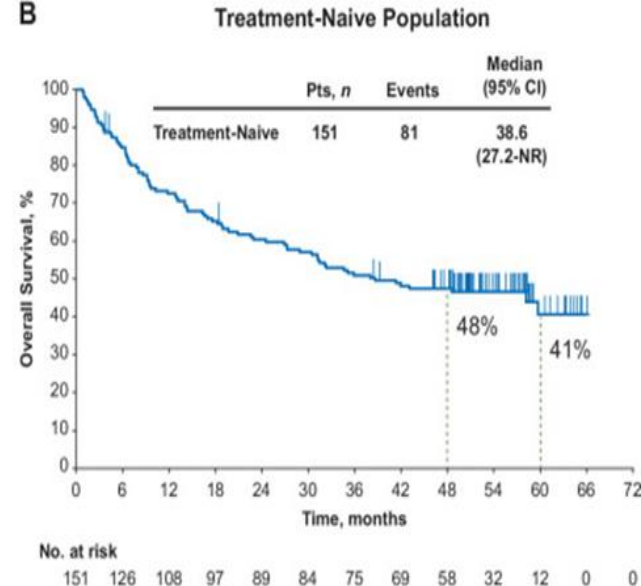 B
Treatment-Naive Population
Median
Pts, n Events (95% CI)
Treatment-Naive 151 81 38.6
(27.2-NR)
Overall Survival, %
100
90
80
70
60
50
40
30
20
10
0
48%
41%
0 6 12 18 24 30 36 42 48 54 60 66 72
Time, months
No. at risk
151 126 108 97 89 84 75 69 58 32 12 0 0